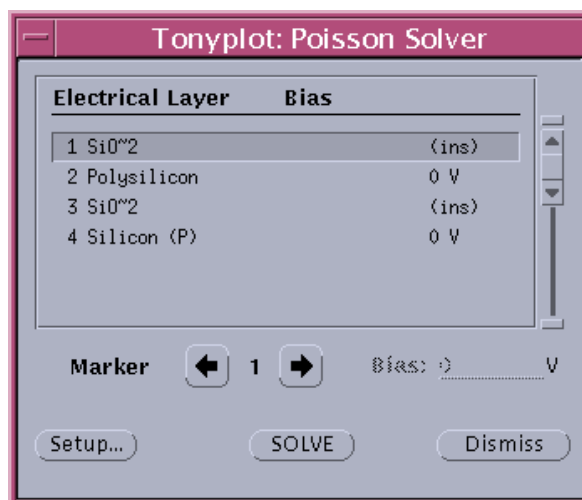 Tonyplot: Poisson Solver
Electrical Layer Bias
1 SiO~2 (ins)
2 Polysilicon 0 V
3 SiO~2 (ins)
4 Silicon (P) 0 V
Marker 1 Bias: 0 V
Setup... SOLVE Dismiss